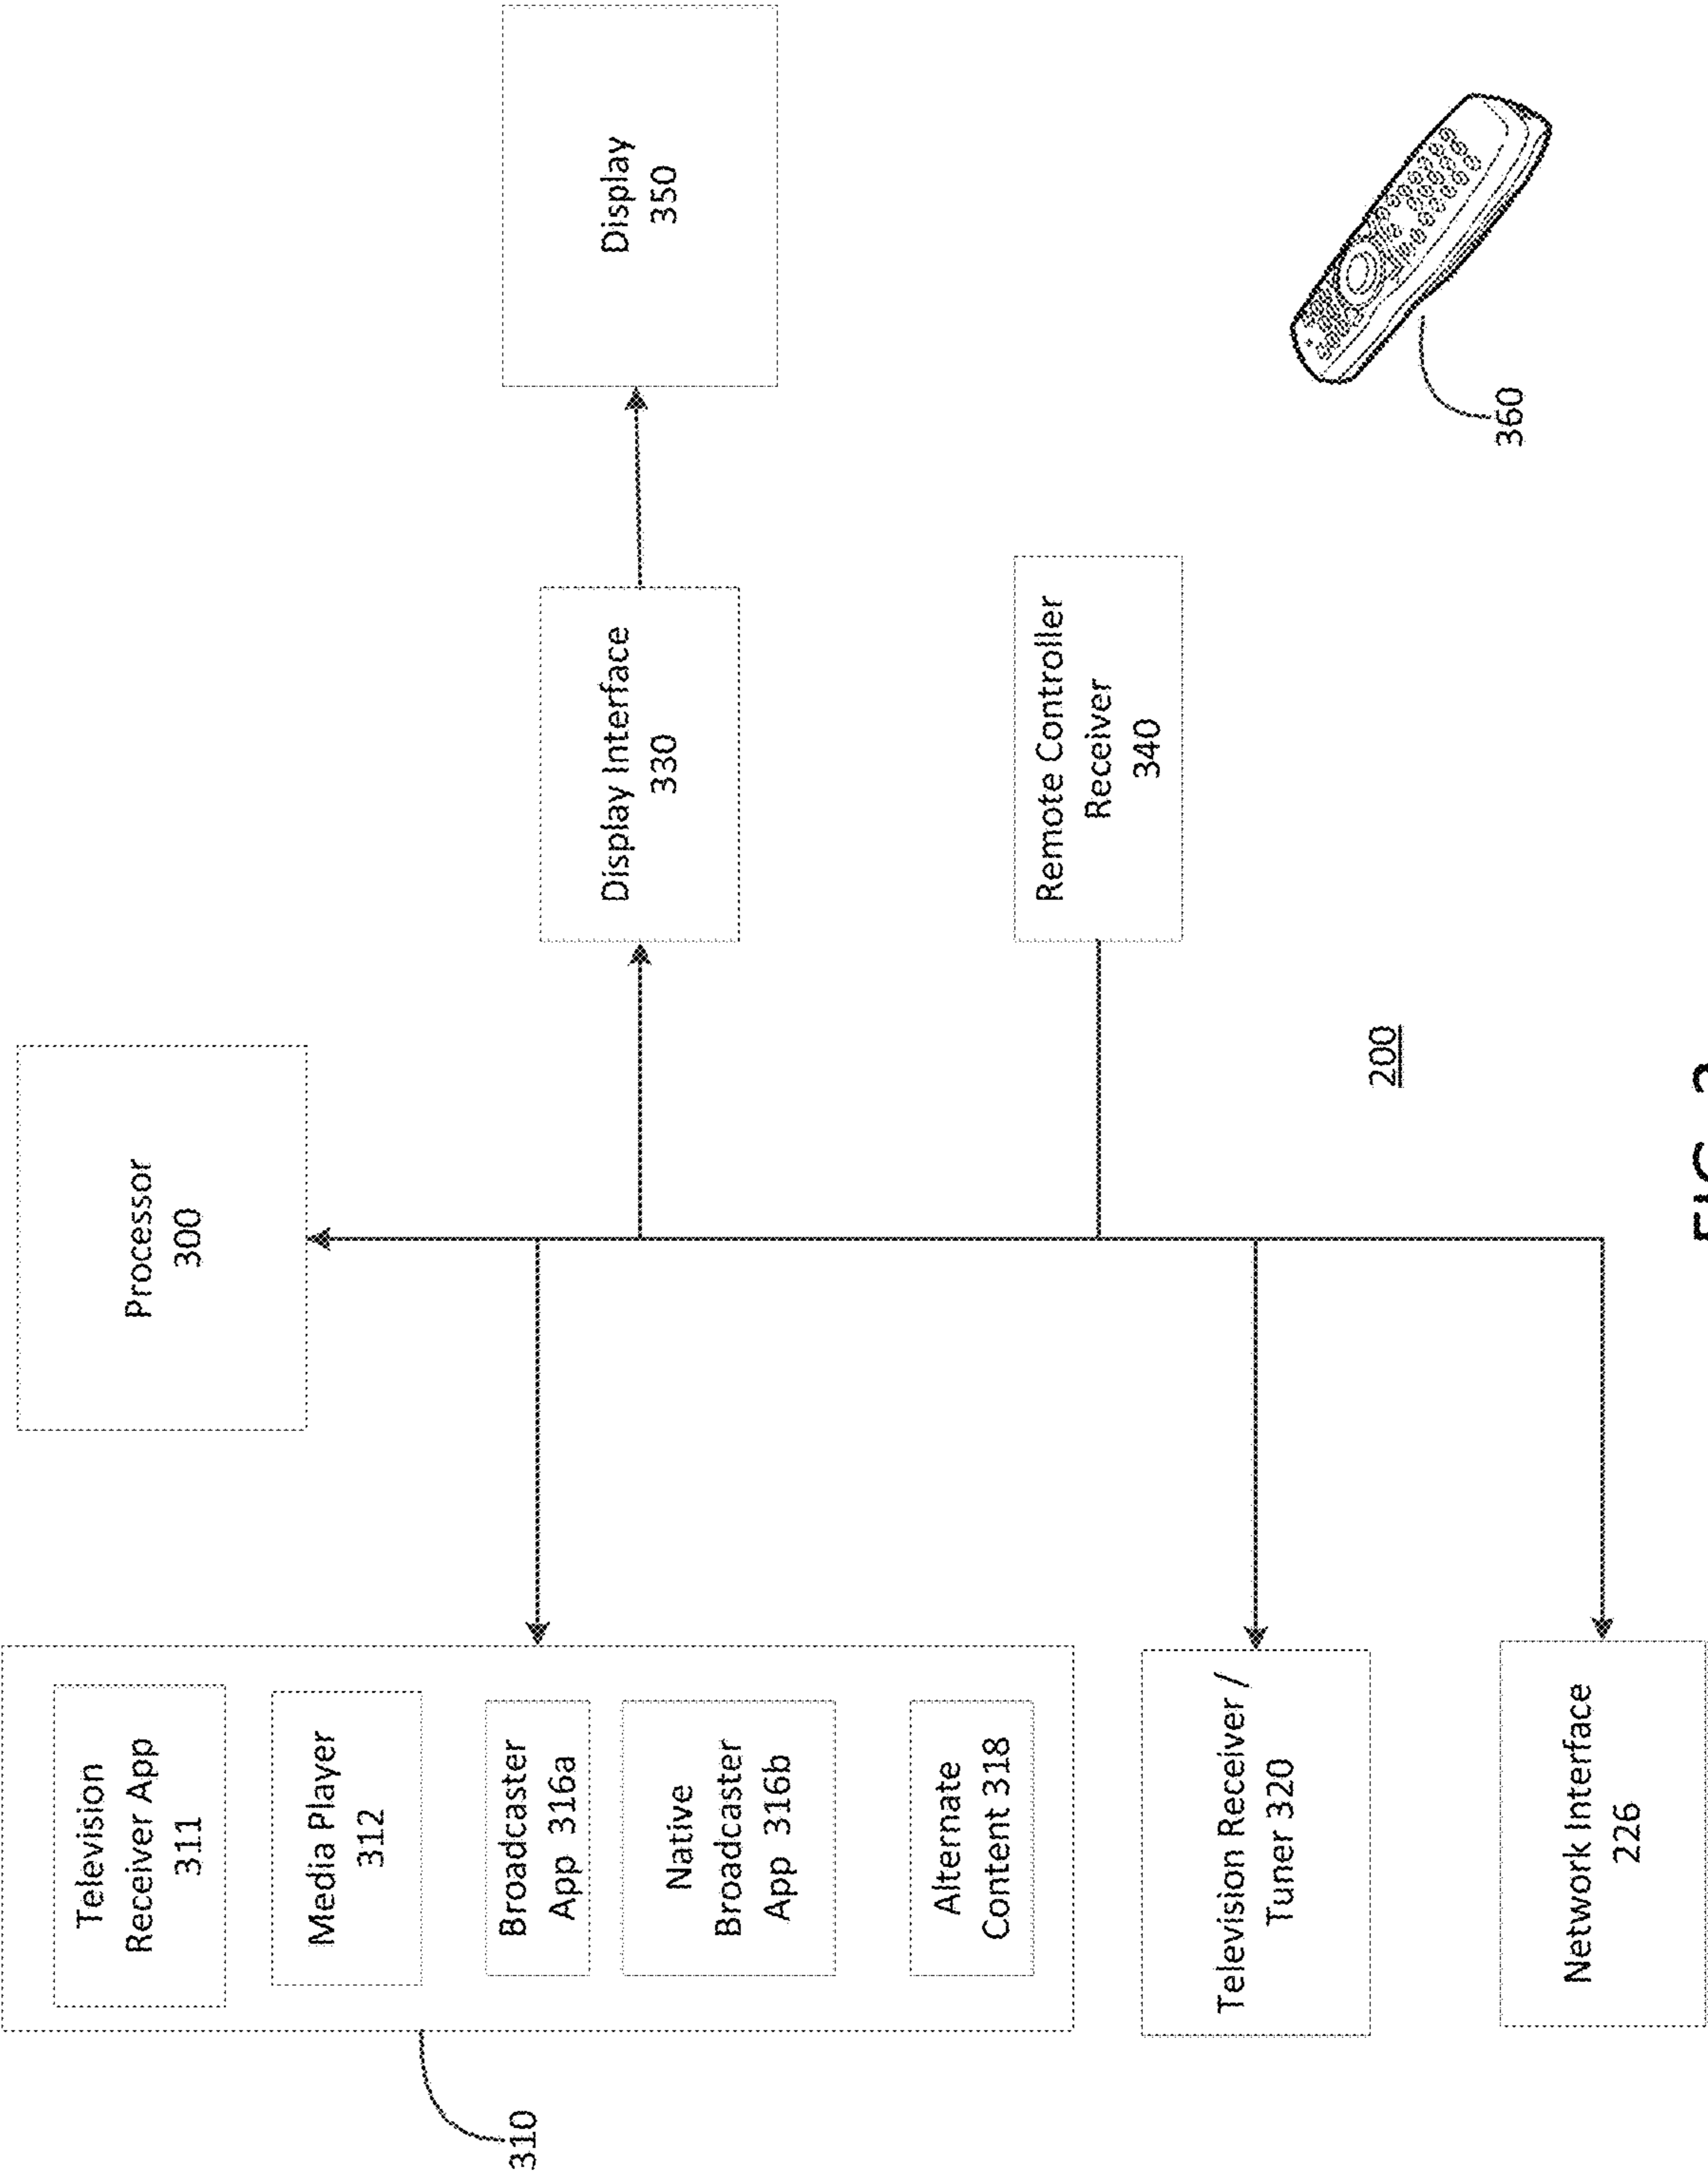 310
Television
Receiver App
311
Media Player
312
Broadcaster
App 316a
Native
Broadcaster
App 316b
Alternate
Content 318
Television Receiver /
Tuner 320
Network Interface
226
Processor
300
Display Interface
330
Display
350
Remote Controller
Receiver
340
360
200
FIG.